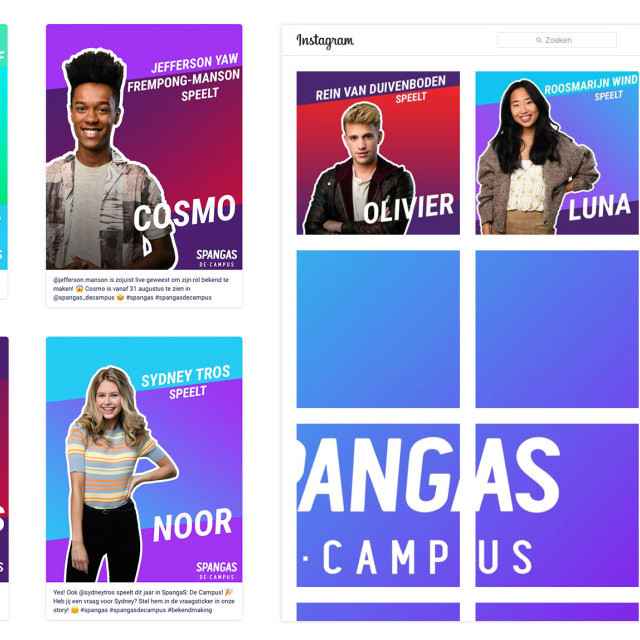 JEFFERSON YAW
FREMPONG-MANSON
SPEELT
COSMO
SPANGAS
DE·CAMPUS
@jefferson.manson is zojuist live geweest om zijn rol bekend te
maken! 😱 Cosmo is vanaf 31 augustus te zien in
@spangas_decampus 🤩 #spangas #spangasdecampus
SYDNEY TROS
SPEELT
NOOR
SPANGAS
DE·CAMPUS
Yes! Ook @sydneytros speelt dit jaar in SpangaS: De Campus! 🎉
Heb jij een vraag voor Sydney? Stel hem in de vraagsticker in onze
story! 😄 #spangas #spangasdecampus #bekendmaking
Instagram
Zoeken
REIN VAN DUIVENBODEN
SPEELT
OLIVIER
ROOSMARIJN WIND
SPEELT
LUNA
PANGAS
·CAMPUS